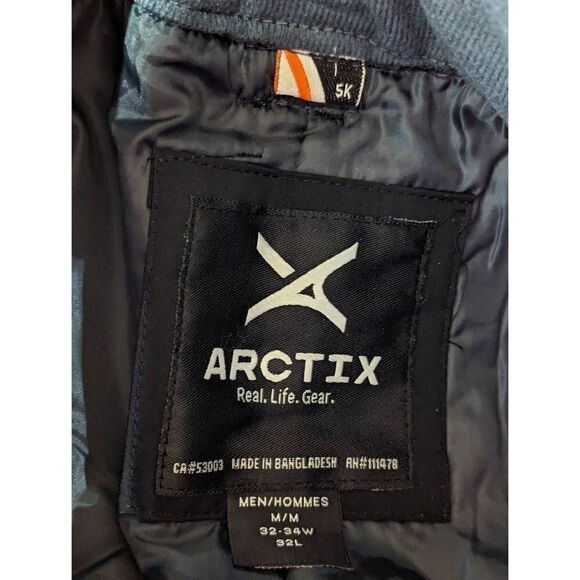 5K
ARCTIX
Real. Life. Gear.
CA#53003 MADE IN BANGLADESH RN#111478
MEN/HOMMES
M/M
32-34W
32L